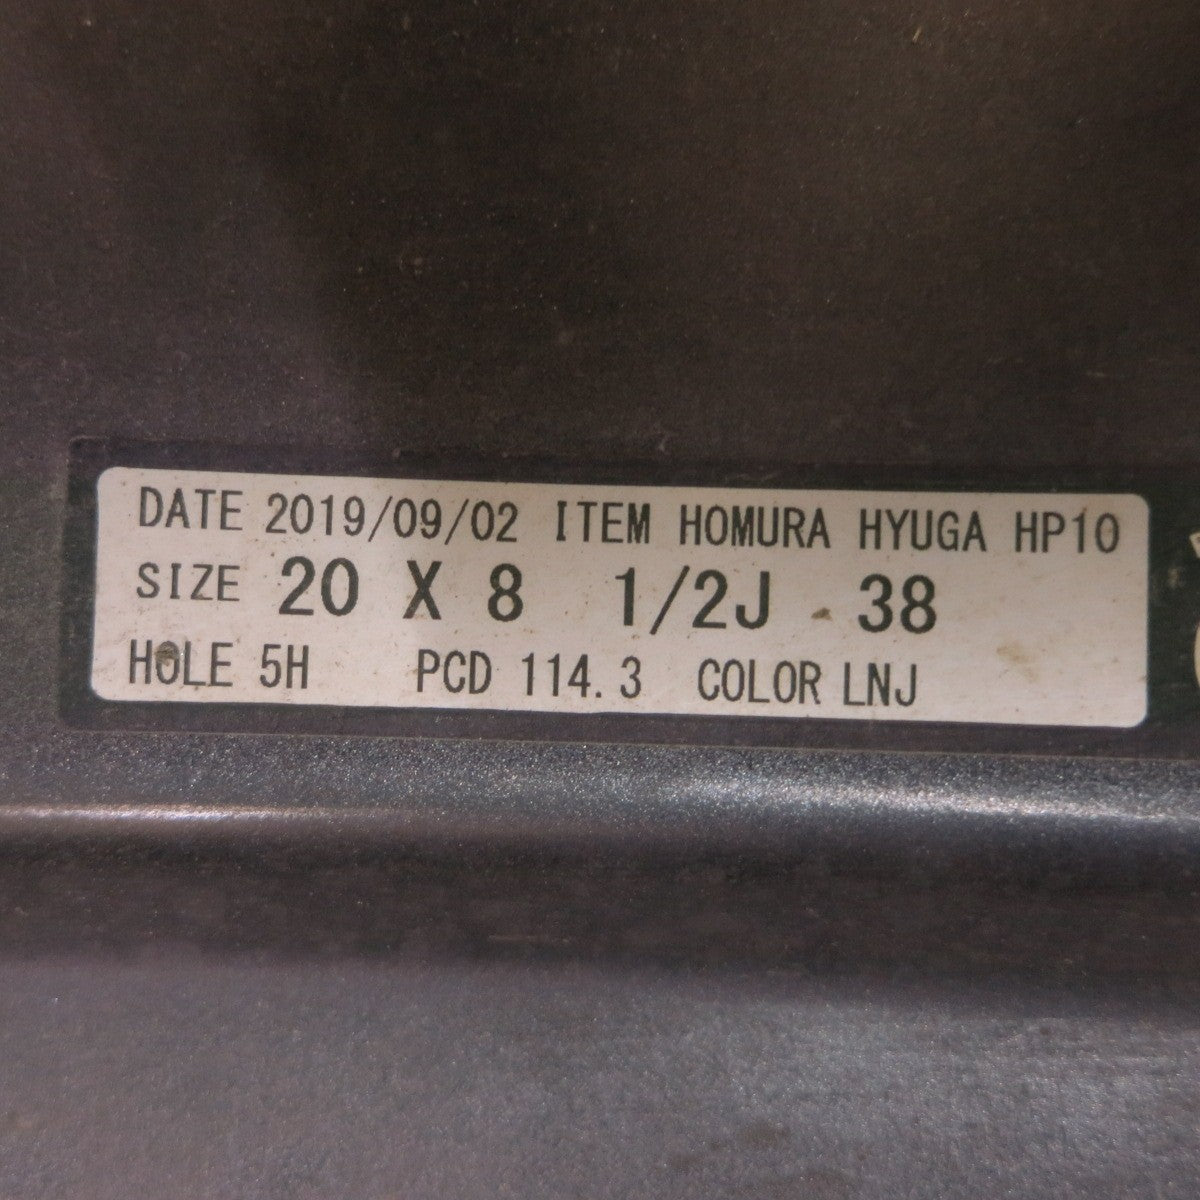 DATE 2019/09/02 ITEM HOMURA HYUGA HP10
SIZE 20 X 8 1/2J 38
HOLE 5H PCD 114.3 COLOR LNJ